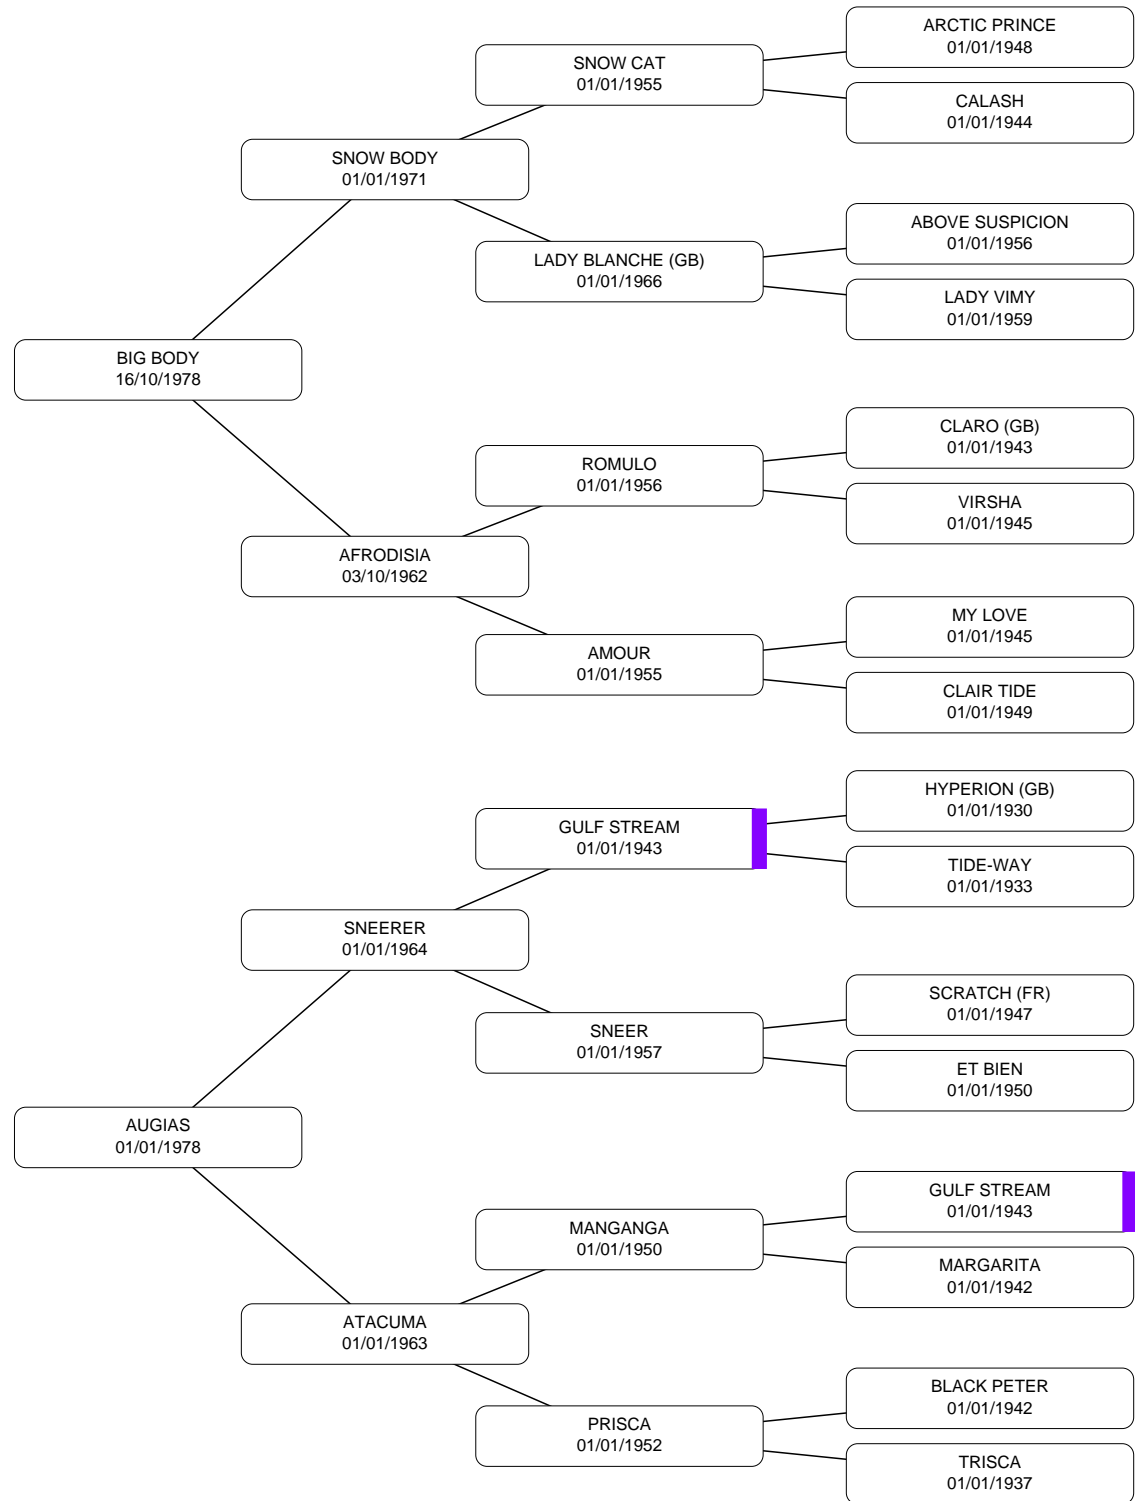 ARCTIC PRINCE
01/01/1948
SNOW CAT
01/01/1955
CALASH
01/01/1944
SNOW BODY
01/01/1971
ABOVE SUSPICION
01/01/1956
LADY BLANCHE (GB)
01/01/1966
LADY VIMY
01/01/1959
BIG BODY
16/10/1978
CLARO (GB)
01/01/1943
ROMULO
01/01/1956
VIRSHA
01/01/1945
AFRODISIA
03/10/1962
MY LOVE
01/01/1945
AMOUR
01/01/1955
CLAIR TIDE
01/01/1949
HYPERION (GB)
01/01/1930
GULF STREAM
01/01/1943
TIDE-WAY
01/01/1933
SNEERER
01/01/1964
SCRATCH (FR)
01/01/1947
SNEER
01/01/1957
ET BIEN
01/01/1950
AUGIAS
01/01/1978
GULF STREAM
01/01/1943
MANGANGA
01/01/1950
MARGARITA
01/01/1942
ATACUMA
01/01/1963
BLACK PETER
01/01/1942
PRISCA
01/01/1952
TRISCA
01/01/1937